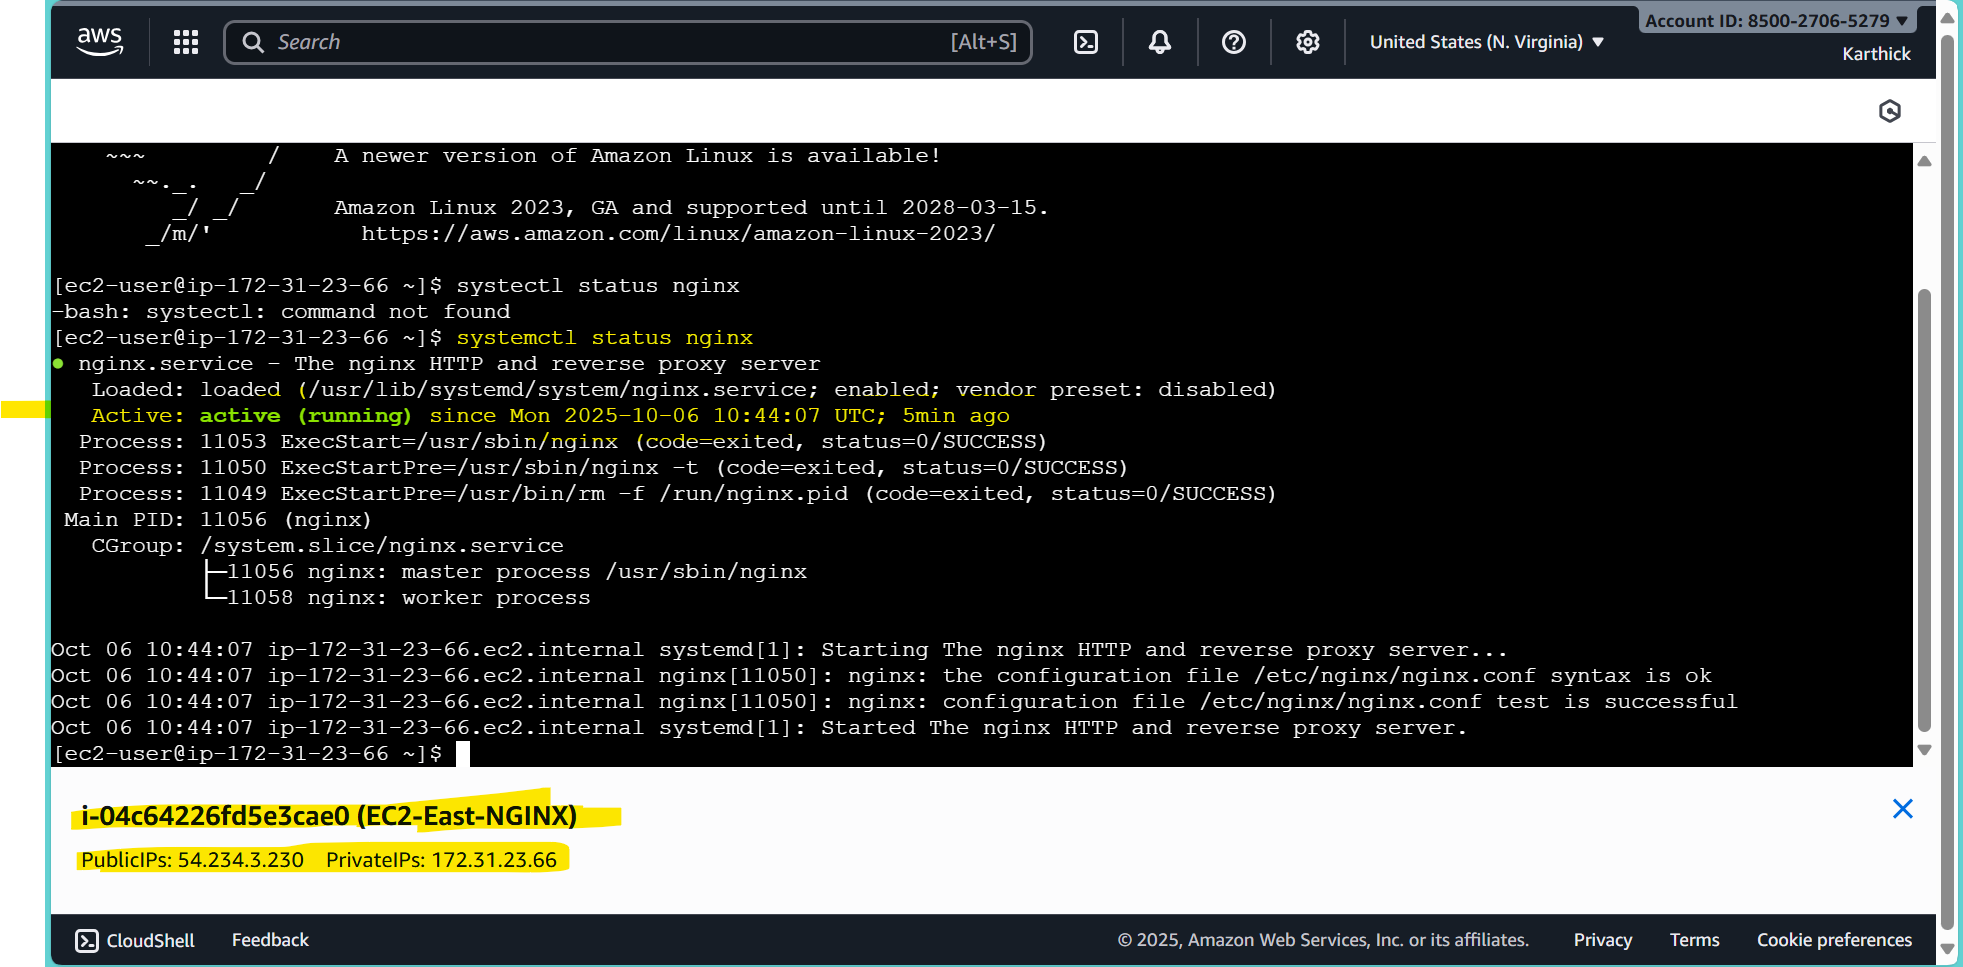 aws
Search [Alt+S]
United States (N. Virginia) ▼
Account ID: 8500-2706-5279 ▼
Karthick
~~~         /    A newer version of Amazon Linux is available!
  ~~._.   _/
     _/ _/       Amazon Linux 2023, GA and supported until 2028-03-15.
   _/m/'           https://aws.amazon.com/linux/amazon-linux-2023/
[ec2-user@ip-172-31-23-66 ~]$ systectl status nginx
-bash: systectl: command not found
[ec2-user@ip-172-31-23-66 ~]$ systemctl status nginx
● nginx.service - The nginx HTTP and reverse proxy server
Loaded: loaded (/usr/lib/systemd/system/nginx.service; enabled; vendor preset: disabled)
Active: active (running) since Mon 2025-10-06 10:44:07 UTC; 5min ago
Process: 11053 ExecStart=/usr/sbin/nginx (code=exited, status=0/SUCCESS)
Process: 11050 ExecStartPre=/usr/sbin/nginx -t (code=exited, status=0/SUCCESS)
Process: 11049 ExecStartPre=/usr/bin/rm -f /run/nginx.pid (code=exited, status=0/SUCCESS)
Main PID: 11056 (nginx)
CGroup: /system.slice/nginx.service
├─11056 nginx: master process /usr/sbin/nginx
└─11058 nginx: worker process
Oct 06 10:44:07 ip-172-31-23-66.ec2.internal systemd[1]: Starting The nginx HTTP and reverse proxy server...
Oct 06 10:44:07 ip-172-31-23-66.ec2.internal nginx[11050]: nginx: the configuration file /etc/nginx/nginx.conf syntax is ok
Oct 06 10:44:07 ip-172-31-23-66.ec2.internal nginx[11050]: nginx: configuration file /etc/nginx/nginx.conf test is successful
Oct 06 10:44:07 ip-172-31-23-66.ec2.internal systemd[1]: Started The nginx HTTP and reverse proxy server.
[ec2-user@ip-172-31-23-66 ~]$
i-04c64226fd5e3cae0 (EC2-East-NGINX)
PublicIPs: 54.234.3.230 PrivateIPs: 172.31.23.66
CloudShell Feedback © 2025, Amazon Web Services, Inc. or its affiliates. Privacy Terms Cookie preferences